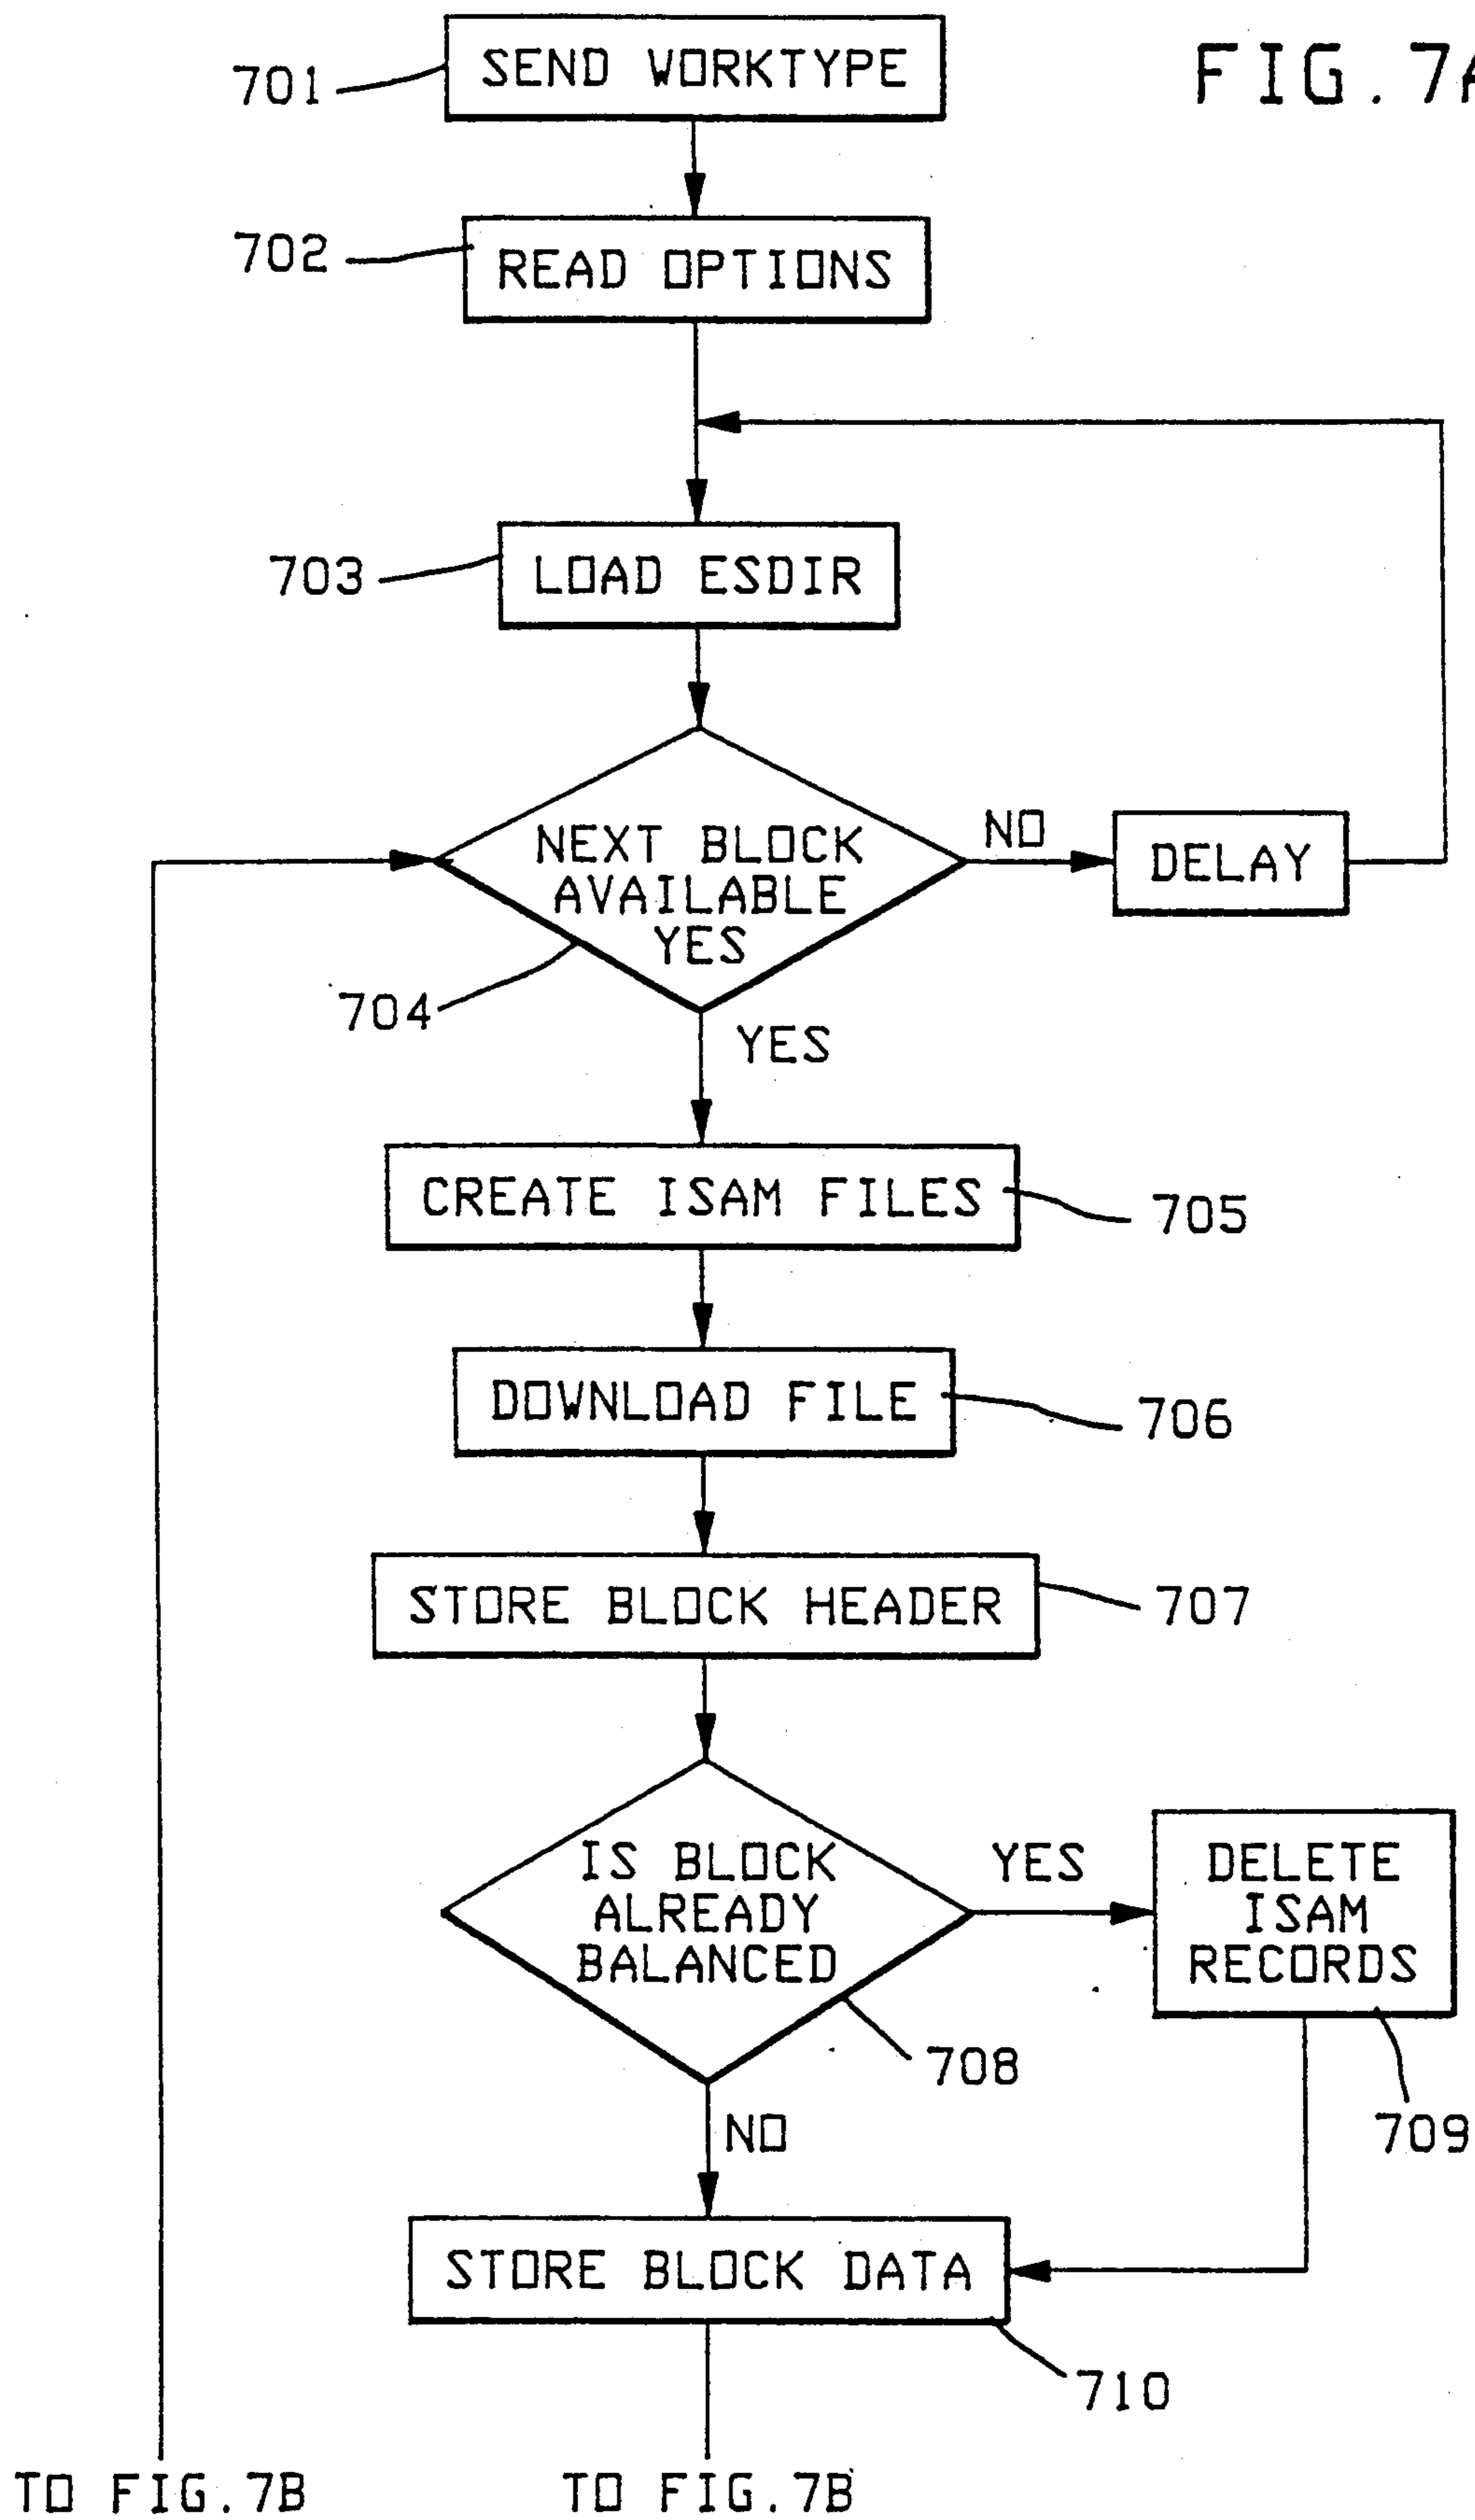 FIG. 7A
701
SEND WORKTYPE
702
READ OPTIONS
703
LOAD ESDIR
NEXT BLOCK
AVAILABLE
YES
NO
DELAY
704
YES
CREATE ISAM FILES
705
DOWNLOAD FILE
706
STORE BLOCK HEADER
707
IS BLOCK
ALREADY
BALANCED
YES
DELETE
ISAM
RECORDS
708
709
NO
STORE BLOCK DATA
710
TO FIG.7B
TO FIG.7B